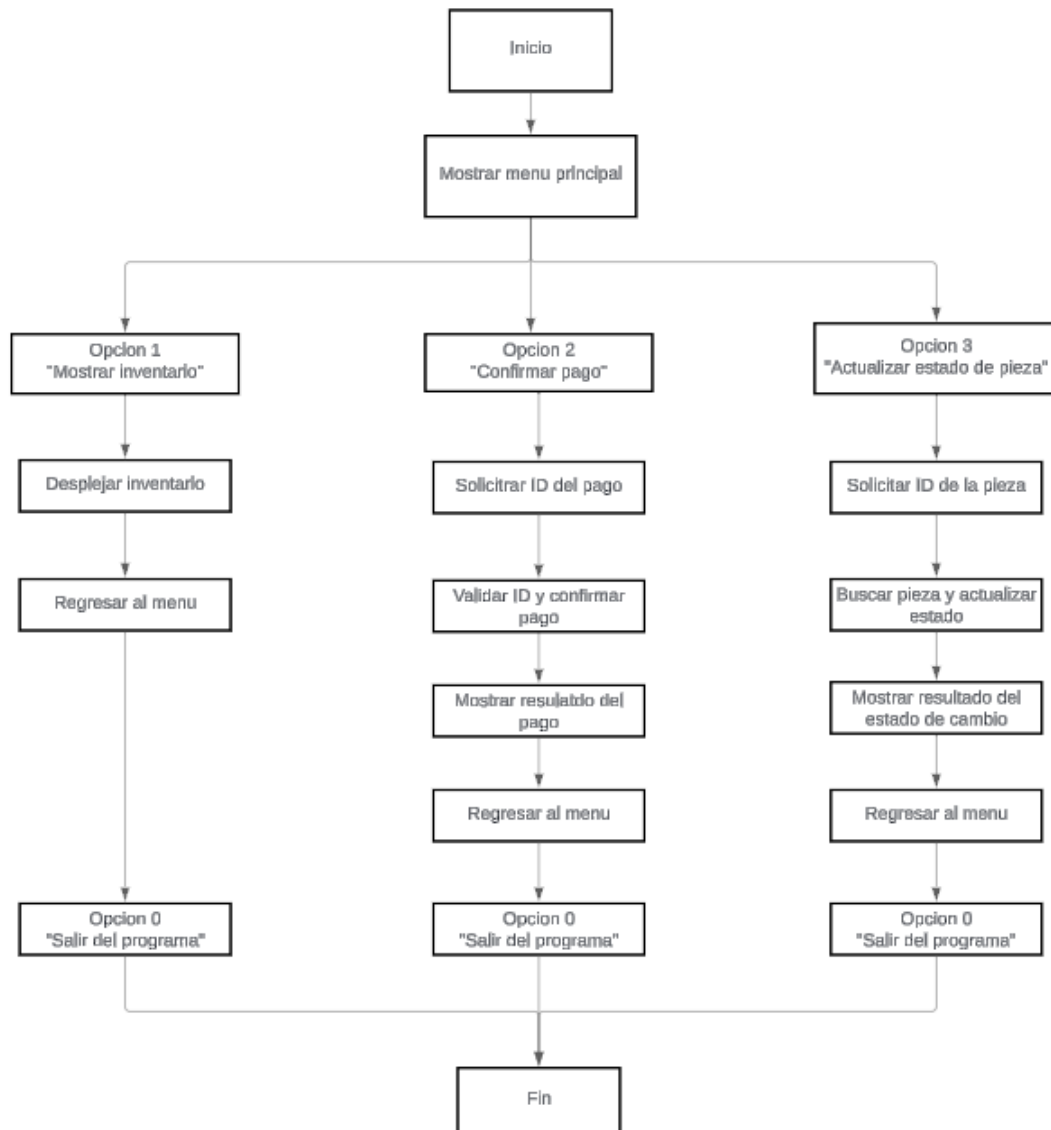 Inicio
Mostrar menu principal
Opcion 1
"Mostrar inventario"
Opcion 2
"Confirmar pago"
Opcion 3
"Actualizar estado de pieza"
Desplejar inventario
Solicitrar ID del pago
Solicitar ID de la pieza
Regresar al menu
Validar ID y confirmar
pago
Buscar pieza y actualizar
estado
Mostrar resulatdo del
pago
Mostrar resultado del
estado de cambio
Regresar al menu
Regresar al menu
Opcion 0
"Salir del programa"
Opcion 0
"Salir del programa"
Opcion 0
"Salir del programa"
Fin